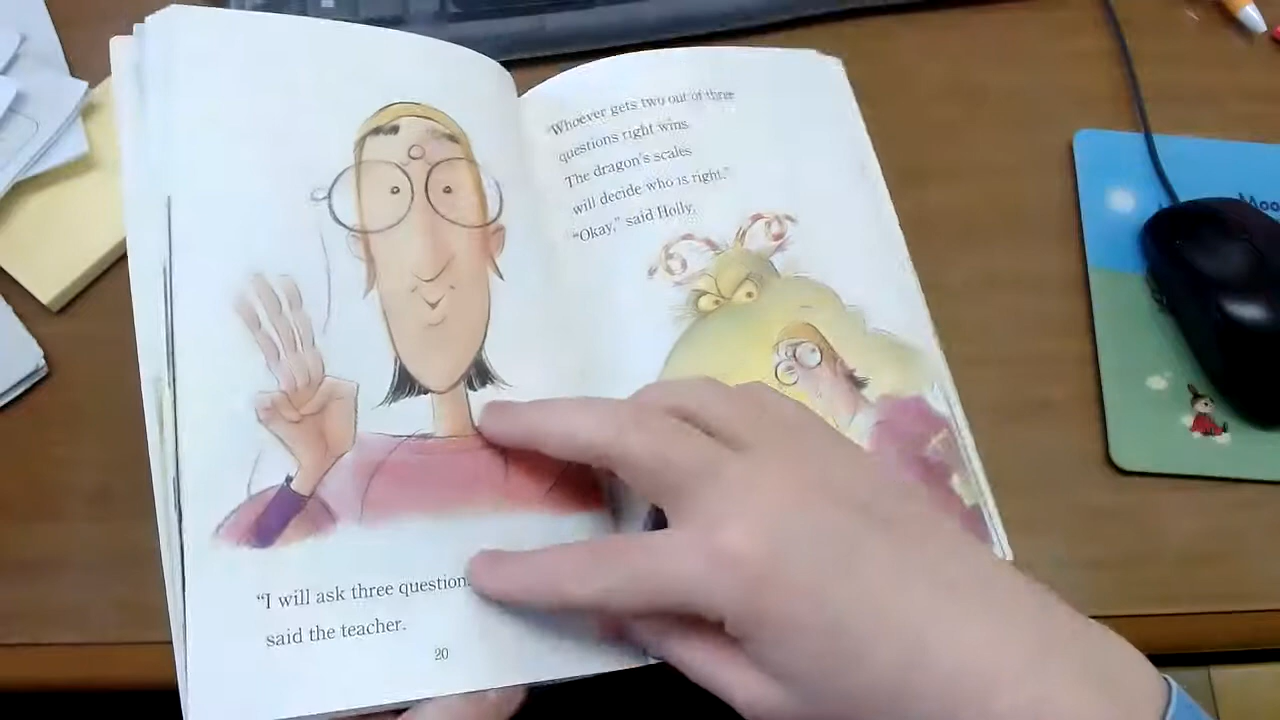 "I will ask three question
said the teacher.
20
"Whoever gets two out of three
questions right wins.
The dragon's scales
will decide who is right."
"Okay," said Holly.
Moo